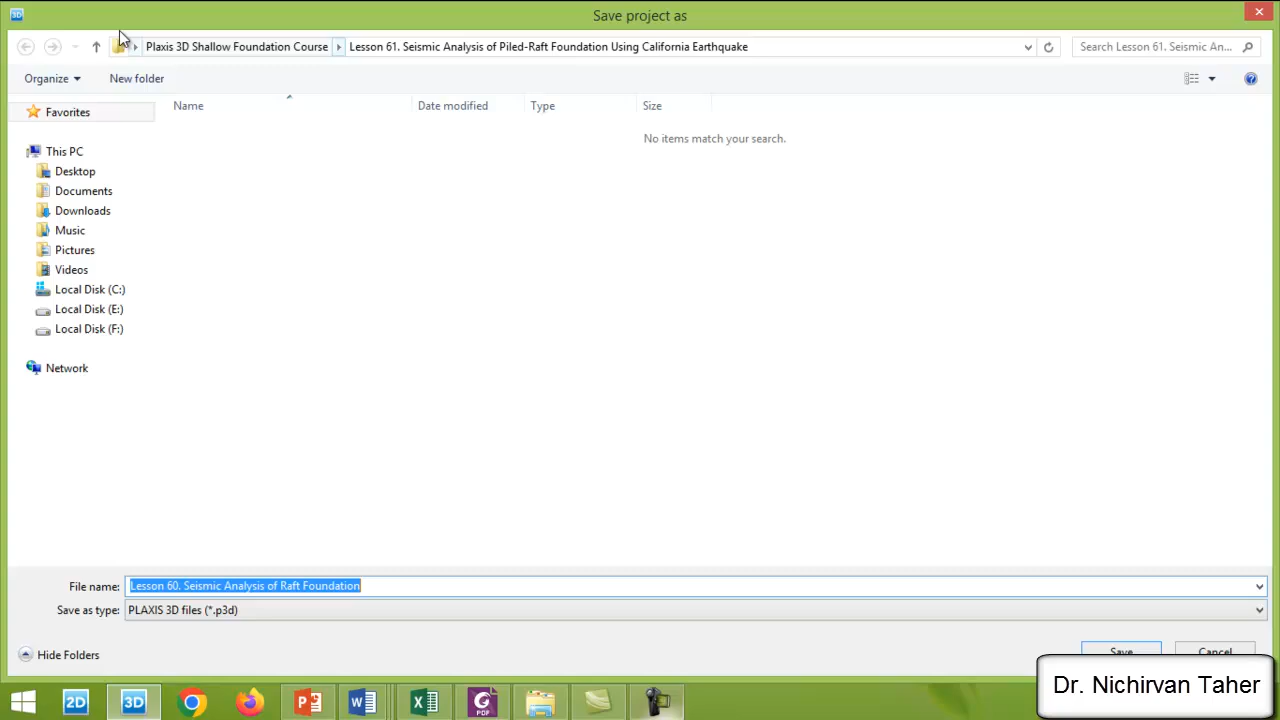 3D
Save project as
Plaxis 3D Shallow Foundation Course
Lesson 61. Seismic Analysis of Piled-Raft Foundation Using California Earthquake
Search Lesson 61. Seismic An...
Organize
New folder
Favorites
Name
Date modified
Type
Size
No items match your search.
This PC
Desktop
Documents
Downloads
Music
Pictures
Videos
Local Disk (C:)
Local Disk (E:)
Local Disk (F:)
Network
File name: Lesson 60. Seismic Analysis of Raft Foundation
Save as type: PLAXIS 3D files (*.p3d)
Hide Folders
Save
Cancel
2D
3D
PDF
Dr. Nichirvan Taher